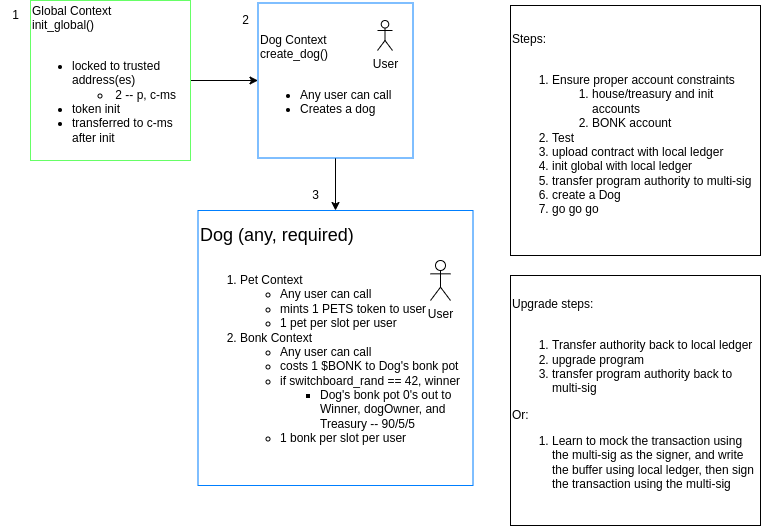 1
Global Context
init_global()
locked to trusted
address(es)
2 -- p, c-ms
token init
transferred to c-ms
after init
2
Dog Context
create_dog()
User
Any user can call
Creates a dog
3
Dog (any, required)
1. Pet Context
Any user can call
mints 1 PETS token to user
1 pet per slot per user
User
2. Bonk Context
Any user can call
costs 1 $BONK to Dog's bonk pot
if switchboard_rand == 42, winner
Dog's bonk pot 0's out to
Winner, dogOwner, and
Treasury -- 90/5/5
1 bonk per slot per user
Steps:
1. Ensure proper account constraints
1. house/treasury and init
accounts
2. BONK account
2. Test
3. upload contract with local ledger
4. init global with local ledger
5. transfer program authority to multi-sig
6. create a Dog
7. go go go
Upgrade steps:
1. Transfer authority back to local ledger
2. upgrade program
3. transfer program authority back to
multi-sig
Or:
1. Learn to mock the transaction using
the multi-sig as the signer, and write
the buffer using local ledger, then sign
the transaction using the multi-sig